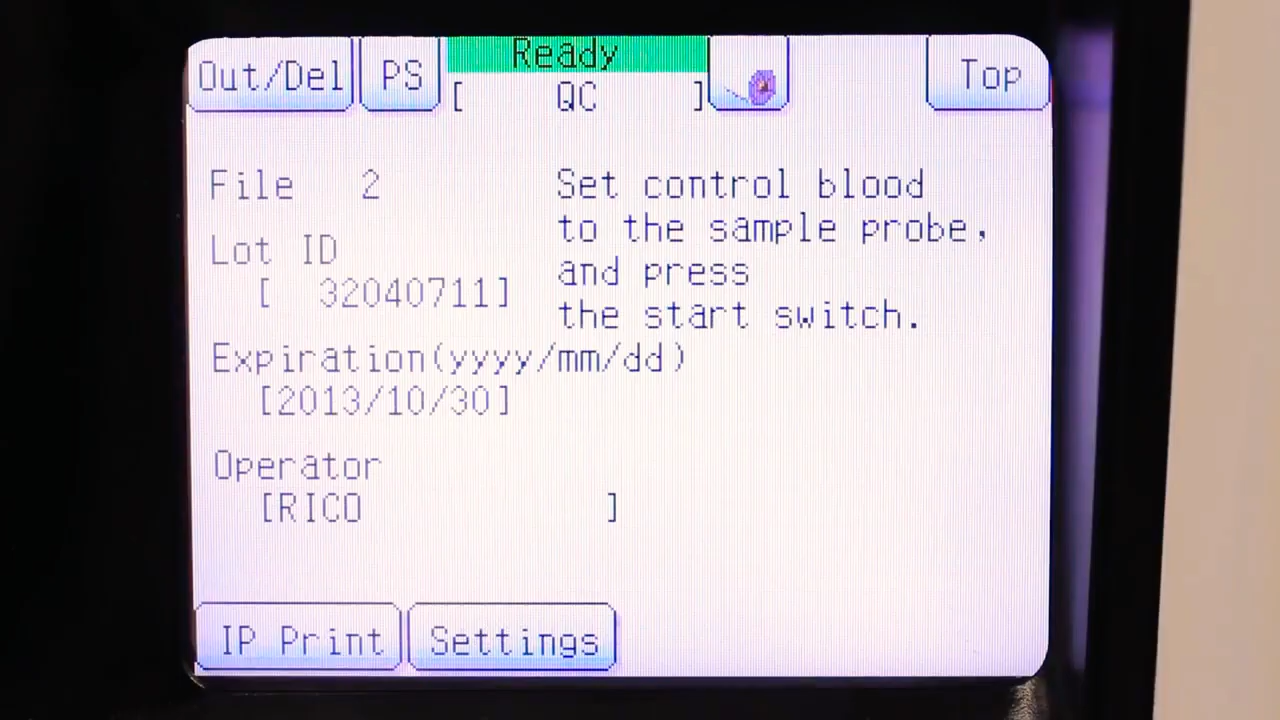 Out/Del PS Ready Top
[ QC ]
File 2
Lot ID
[ 32040711]
Expiration(yyyy/mm/dd)
[2013/10/30]
Operator
[RICO ]
Set control blood
to the sample probe,
and press
the start switch.
IP Print Settings